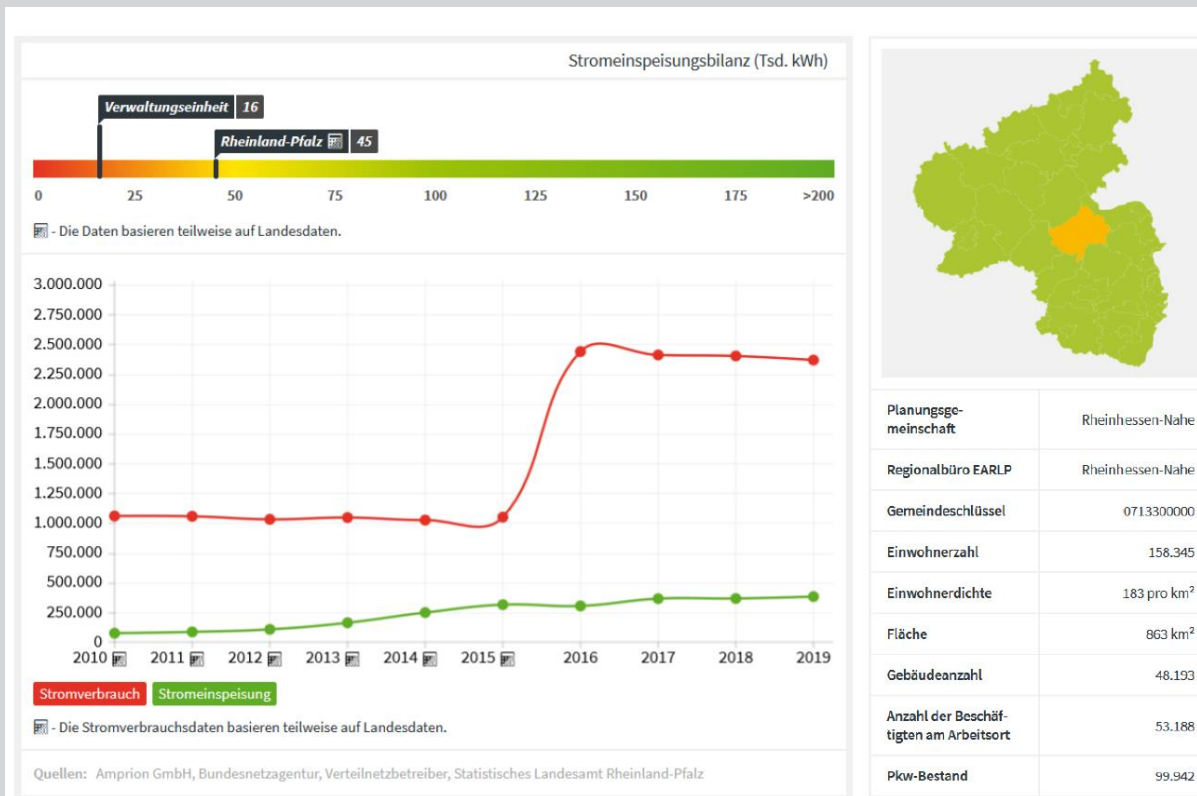 Stromeinspeisungsbilanz (Tsd. kWh)
Verwaltungseinheit 16
Rheinland-Pfalz 45
0 25 50 75 100 125 150 175 >200
- Die Daten basieren teilweise auf Landesdaten.
3.000.000
2.750.000
2.500.000
2.250.000
2.000.000
1.750.000
1.500.000
1.250.000
1.000.000
750.000
500.000
250.000
0
2010 2011 2012 2013 2014 2015 2016 2017 2018 2019
Stromverbrauch Stromeinspeisung
- Die Stromverbrauchsdaten basieren teilweise auf Landesdaten.
Quellen: Amprion GmbH, Bundesnetzagentur, Verteilnetzbetreiber, Statistisches Landesamt Rheinland-Pfalz
Planungsge-
meinschaft Rheinhessen-Nahe
Regionalbüro EARLP Rheinhessen-Nahe
Gemeindeschlüssel 0713300000
Einwohnerzahl 158.345
Einwohnerdichte 183 pro km²
Fläche 863 km²
Gebäudeanzahl 48.193
Anzahl der Beschäf-
tigten am Arbeitsort 53.188
Pkw-Bestand 99.942